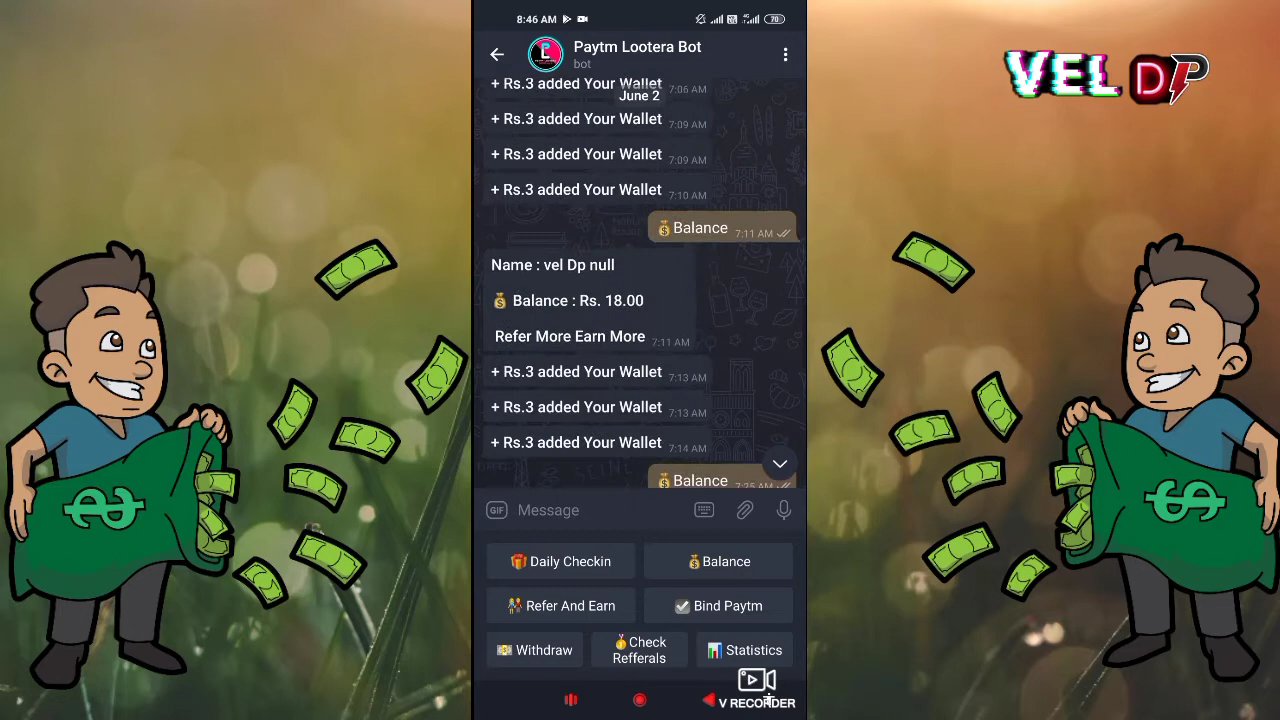 8:46 AM
70
Paytm Lootera Bot
bot
+ Rs.3 added Your Wallet 7:06 AM
June 2
+ Rs.3 added Your Wallet 7:09 AM
+ Rs.3 added Your Wallet 7:09 AM
+ Rs.3 added Your Wallet 7:10 AM
💰Balance 7:11 AM
Name : vel Dp null
💰 Balance : Rs. 18.00
Refer More Earn More 7:11 AM
+ Rs.3 added Your Wallet 7:13 AM
+ Rs.3 added Your Wallet 7:13 AM
+ Rs.3 added Your Wallet 7:14 AM
💰Balance 7:25 AM
GIF Message
🎁 Daily Checkin
💰Balance
👫 Refer And Earn
✅ Bind Paytm
💵 Withdraw
🥇Check
Refferals
📊 Statistics
V RECORDER
VEL DP
$
$